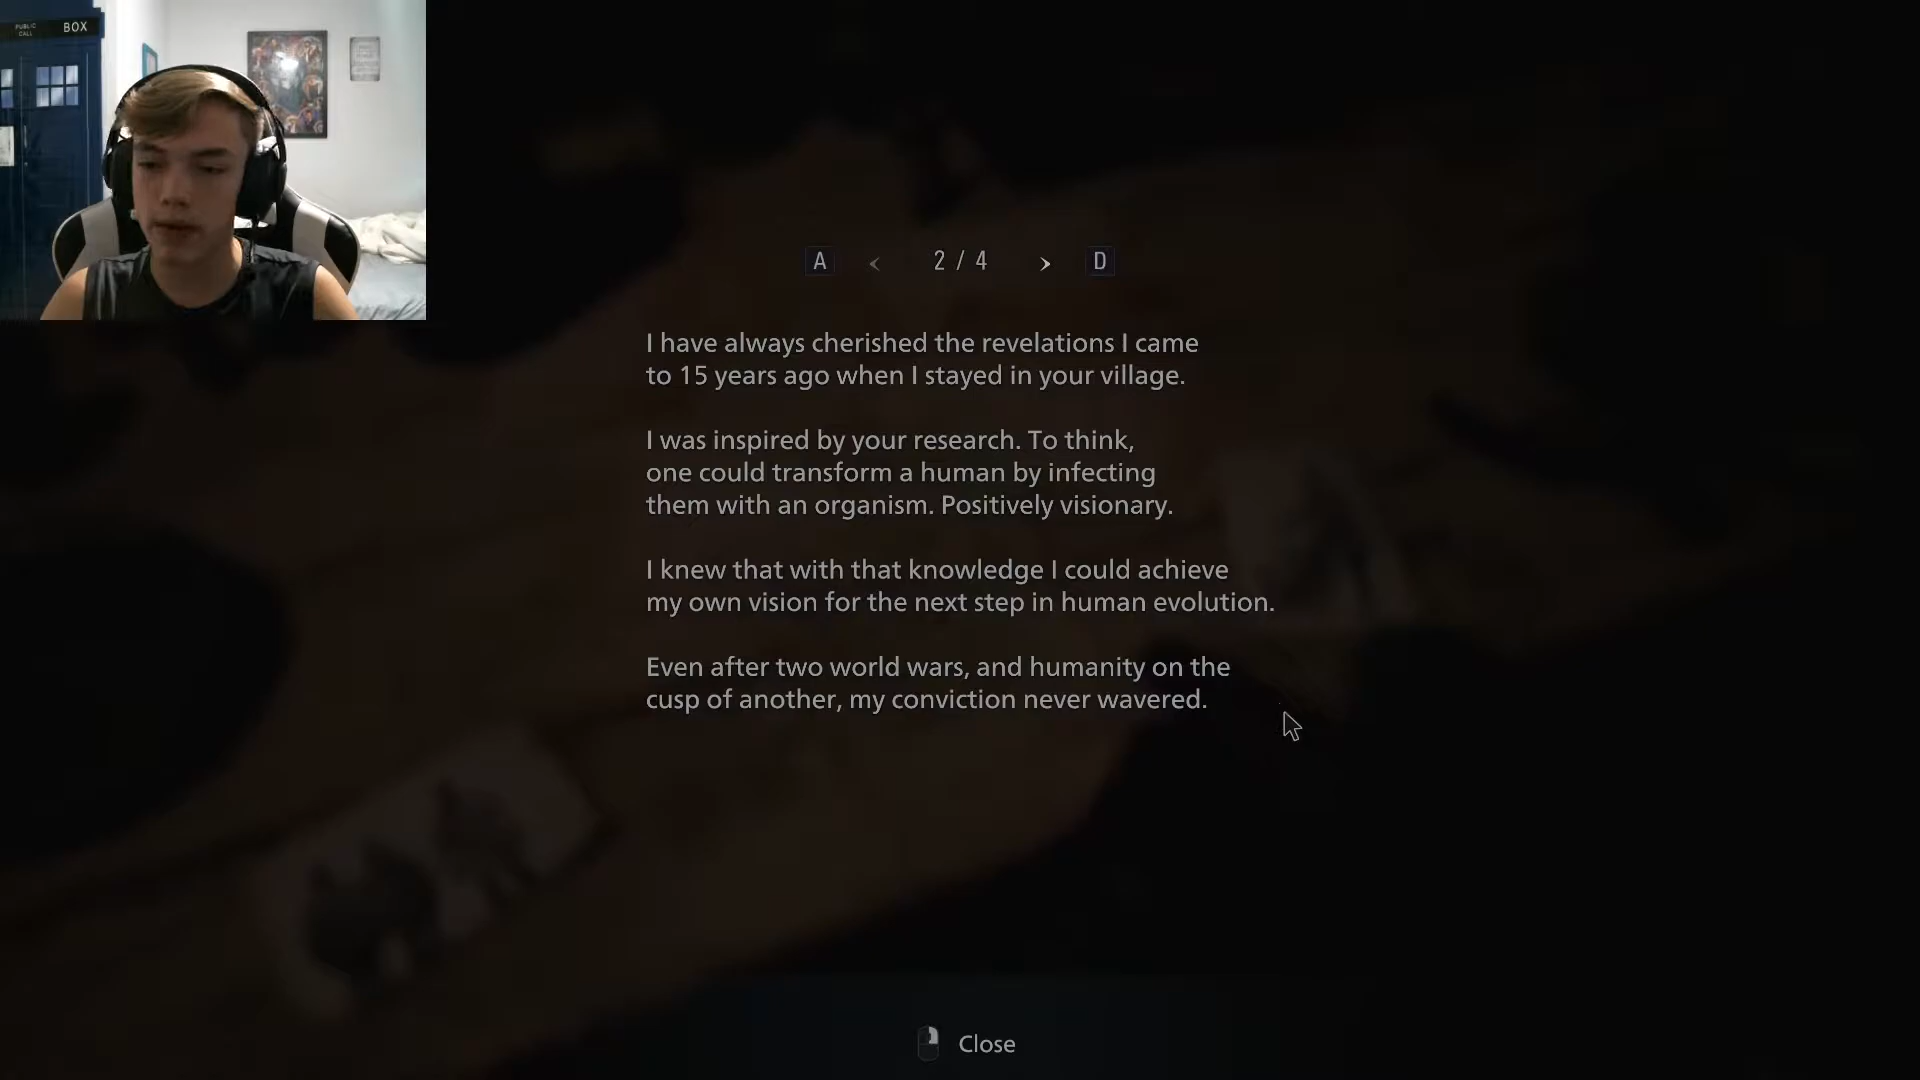 PUBLIC
CALL
BOX
A < 2 / 4 > D
I have always cherished the revelations I came
to 15 years ago when I stayed in your village.
I was inspired by your research. To think,
one could transform a human by infecting
them with an organism. Positively visionary.
I knew that with that knowledge I could achieve
my own vision for the next step in human evolution.
Even after two world wars, and humanity on the
cusp of another, my conviction never wavered.
Close